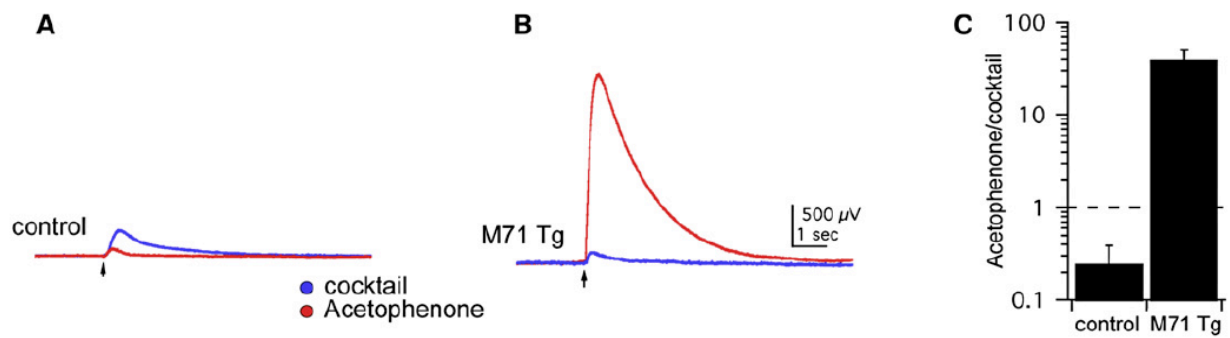 A
control
cocktail
Acetophenone
B
M71 Tg
500 µV
1 sec
C
Acetophenone/cocktail
100
10
1
0.1
control
M71 Tg